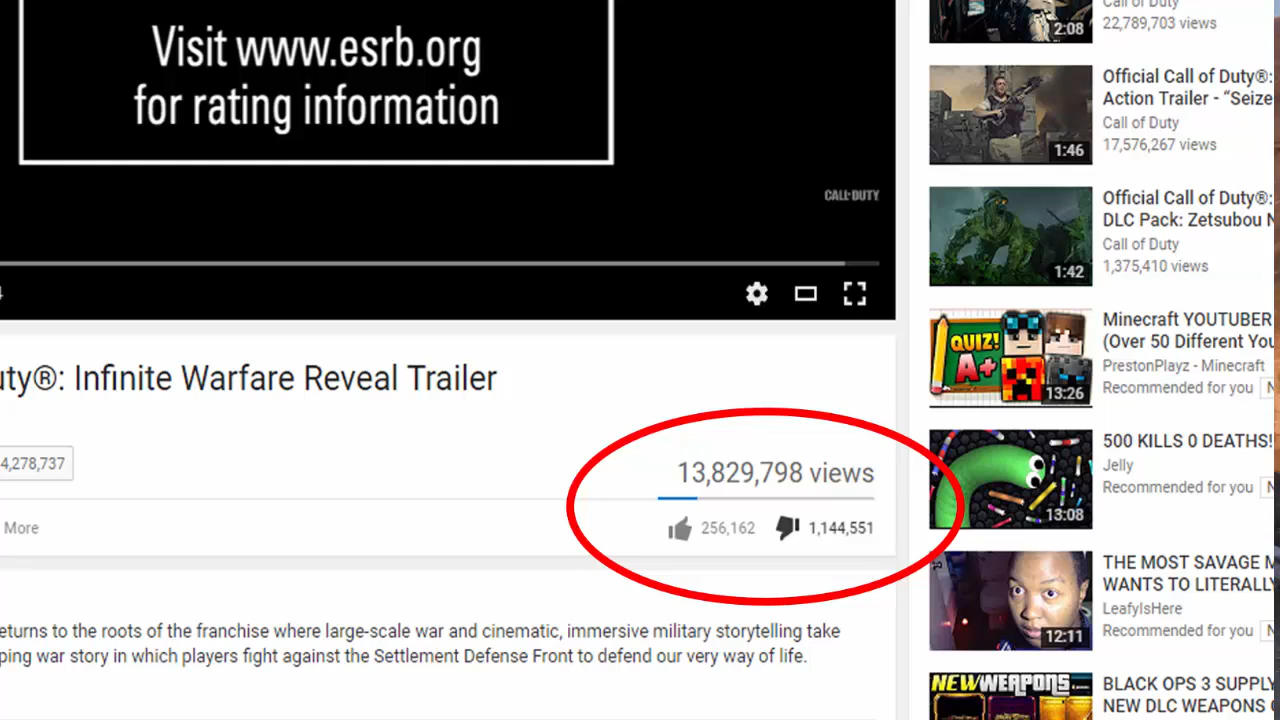 Visit www.esrb.org
for rating information
CALL·DUTY
uty®: Infinite Warfare Reveal Trailer
4,278,737
13,829,798 views
256,162 1,144,551
More
eturns to the roots of the franchise where large-scale war and cinematic, immersive military storytelling take
ping war story in which players fight against the Settlement Defense Front to defend our very way of life.
Call of Duty
22,789,703 views
2:08
Official Call of Duty®:
Action Trailer - “Seize
Call of Duty
17,576,267 views
1:46
Official Call of Duty®:
DLC Pack: Zetsubou N
Call of Duty
1,375,410 views
1:42
QUIZ!
A+
Minecraft YOUTUBER
(Over 50 Different You
PrestonPlayz - Minecraft
Recommended for you N
13:26
500 KILLS 0 DEATHS!
Jelly
Recommended for you N
13:08
THE MOST SAVAGE M
WANTS TO LITERALLY
LeafyIsHere
Recommended for you N
12:11
NEW WEAPONS
BLACK OPS 3 SUPPLY
NEW DLC WEAPONS